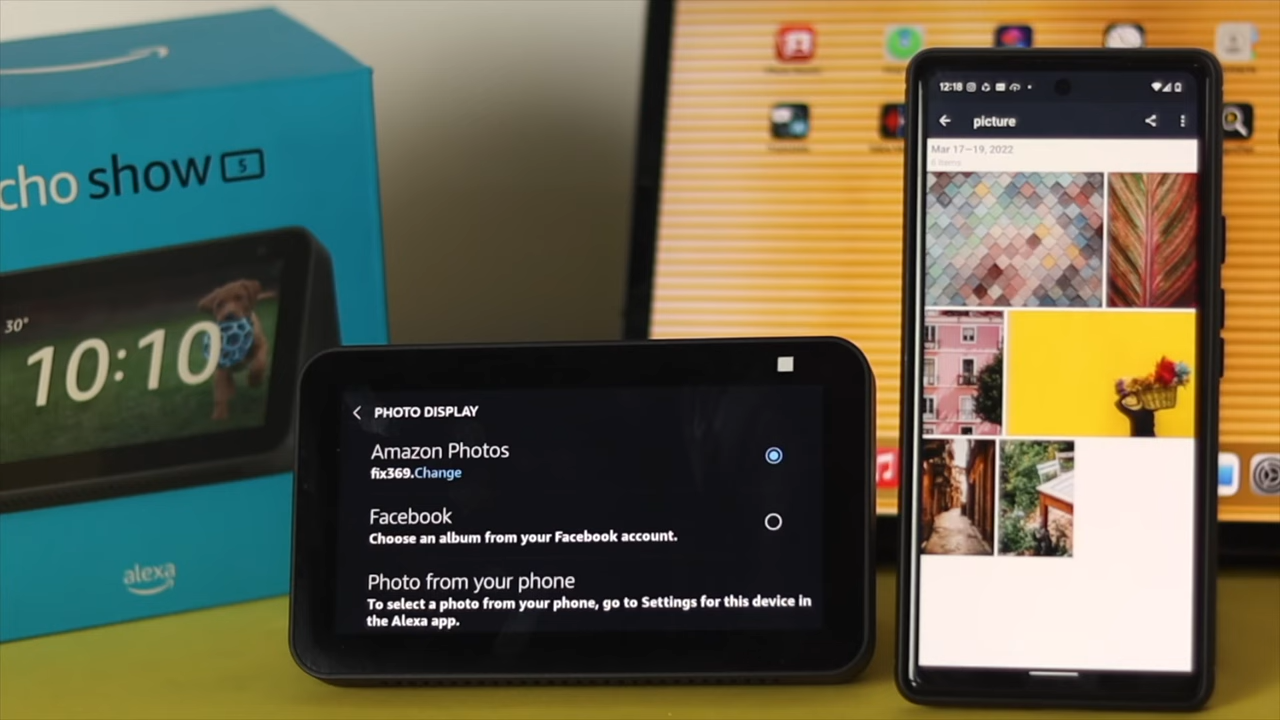 cho show 5
30°
10:10
alexa
PHOTO DISPLAY
Amazon Photos
fix369.Change
Facebook
Choose an album from your Facebook account.
Photo from your phone
To select a photo from your phone, go to Settings for this device in
the Alexa app.
12:18
picture
Mar 17–19, 2022
6 items